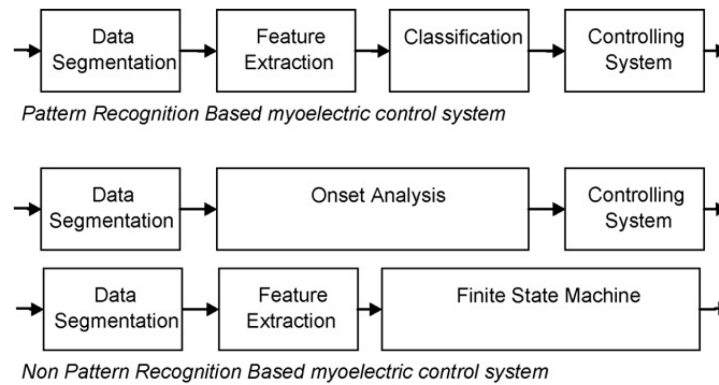 Data
Segmentation
Feature
Extraction
Classification
Controlling
System
Pattern Recognition Based myoelectric control system
Data
Segmentation
Onset Analysis
Controlling
System
Data
Segmentation
Feature
Extraction
Finite State Machine
Non Pattern Recognition Based myoelectric control system